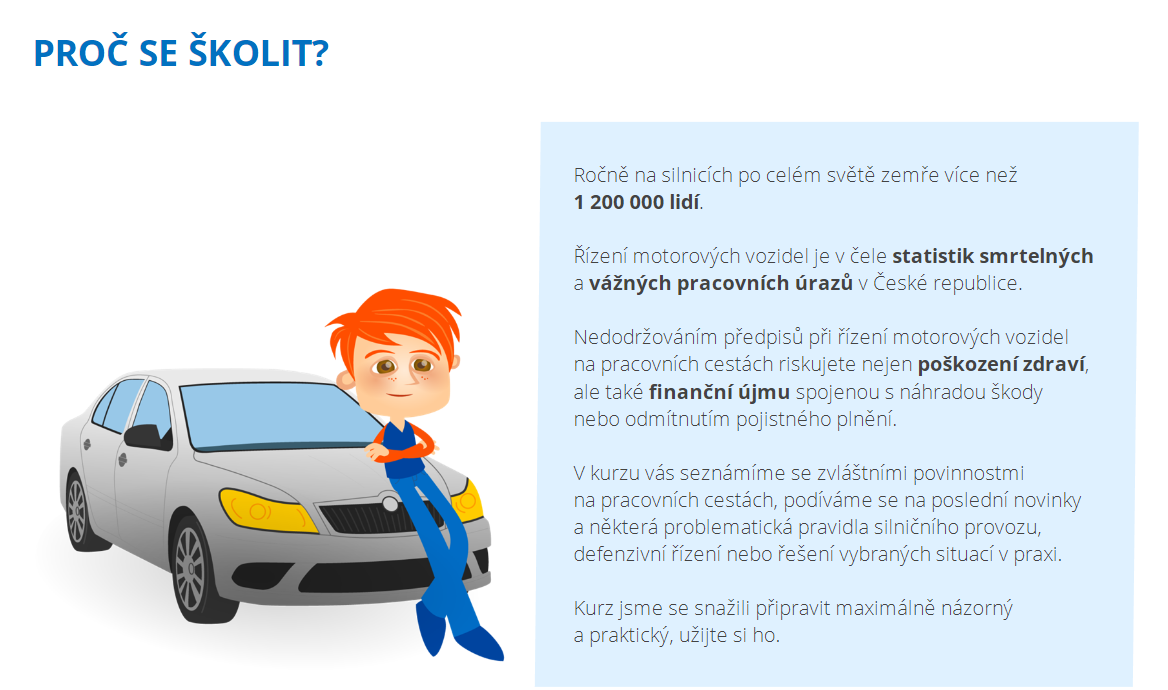 PROČ SE ŠKOLIT?
Ročně na silnicích po celém světě zemře více než
1 200 000 lidí.
Řízení motorových vozidel je v čele statistik smrtelných
a vážných pracovních úrazů v České republice.
Nedodržováním předpisů při řízení motorových vozidel
na pracovních cestách riskujete nejen poškození zdraví,
ale také finanční újmu spojenou s náhradou škody
nebo odmítnutím pojistného plnění.
V kurzu vás seznámíme se zvláštními povinnostmi
na pracovních cestách, podíváme se na poslední novinky
a některá problematická pravidla silničního provozu,
defenzivní řízení nebo řešení vybraných situací v praxi.
Kurz jsme se snažili připravit maximálně názorný
a praktický, užijte si ho.